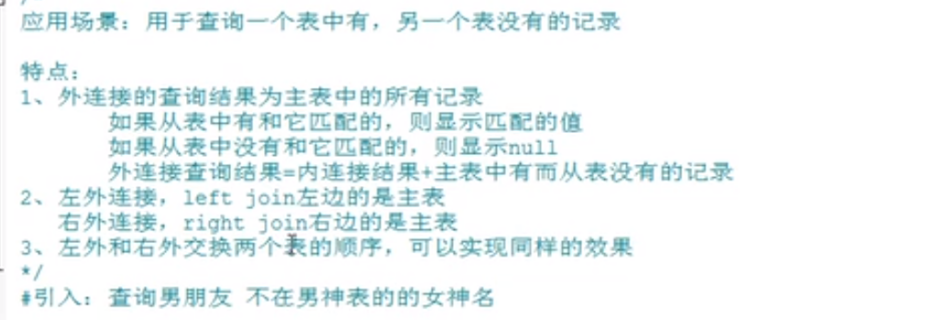 应用场景：用于查询一个表中有，另一个表没有的记录
特点：
1、外连接的查询结果为主表中的所有记录
如果从表中有和它匹配的，则显示匹配的值
如果从表中没有和它匹配的，则显示null
外连接查询结果=内连接结果+主表中有而从表没有的记录
2、左外连接，left join左边的是主表
右外连接，right join右边的是主表
3、左外和右外交换两个表的顺序，可以实现同样的效果
*/
#引入：查询男朋友 不在男神表的的女神名